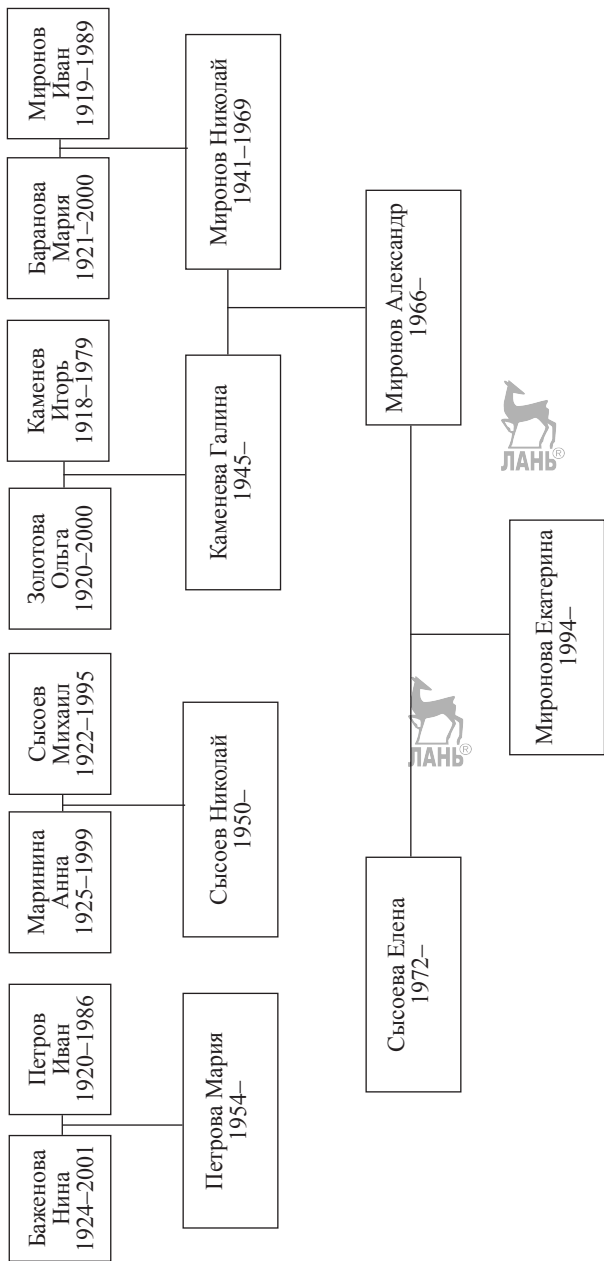 Баженова
Нина
1924–2001
Петров
Иван
1920–1986
Маринина
Анна
1925–1999
Сысоев
Михаил
1922–1995
Золотова
Ольга
1920–2000
Каменев
Игорь
1918–1979
Баранова
Мария
1921–2000
Миронов
Иван
1919–1989
Петрова Мария
1954–
Сысоев Николай
1950–
Каменева Галина
1945–
Миронов Николай
1941–1969
Сысоева Елена
1972–
Миронов Александр
1966–
Миронова Екатерина
1994–
ЛАНЬ®
ЛАНЬ®